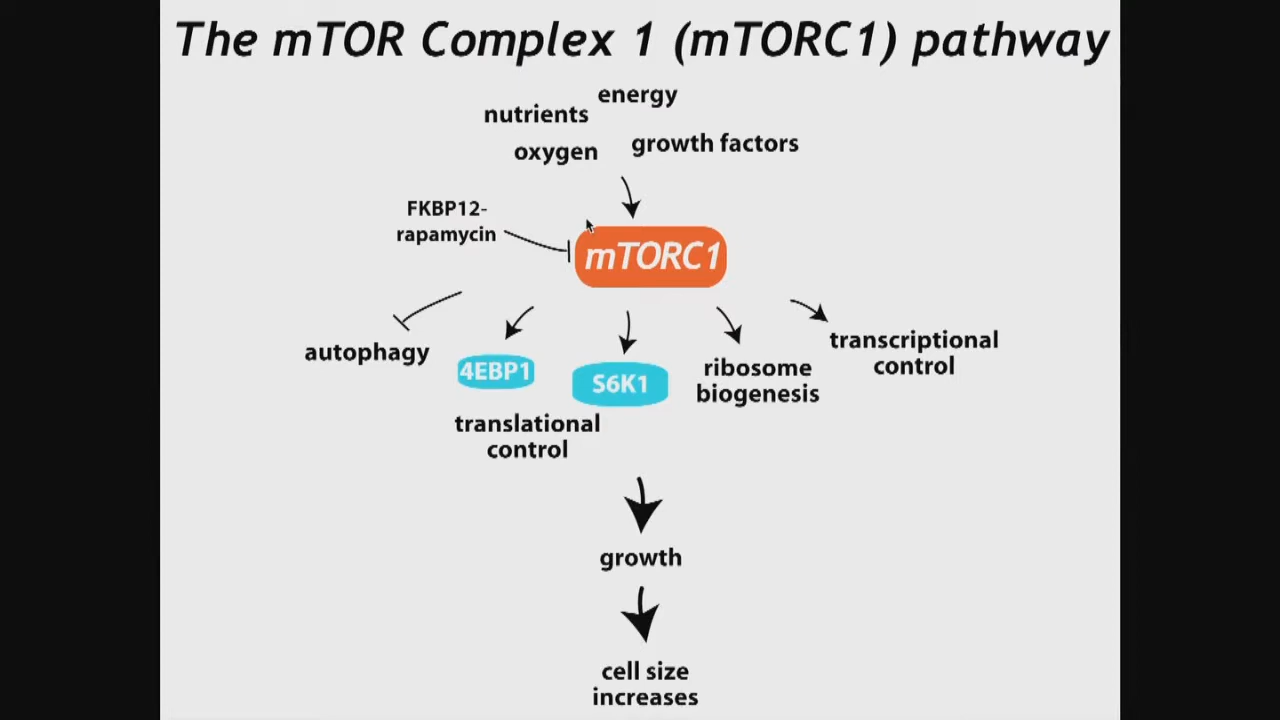 The mTOR Complex 1 (mTORC1) pathway
energy
nutrients
growth factors
oxygen
FKBP12-
rapamycin
mTORC1
autophagy
4EBP1
S6K1
translational
control
ribosome
biogenesis
transcriptional
control
growth
cell size
increases